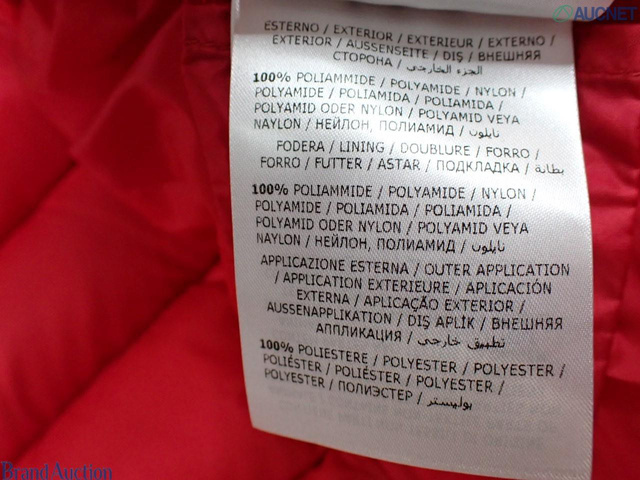 AUCNET
ESTERNO / EXTERIOR / EXTERIEUR / EXTERNO /
EXTERIOR / AUSSENSEITE / DIŞ / ВНЕШНЯЯ
СТОРОНА / الجزء الخارجي
100% POLIAMMIDE / POLYAMIDE / NYLON /
POLYAMIDE / POLIAMIDA / POLIAMIDA /
POLYAMID ODER NYLON / POLYAMID VEYA
NAYLON / НЕЙЛОН, ПОЛИАМИД / نايلون
FODERA / LINING / DOUBLURE / FORRO /
FORRO / FUTTER / ASTAR / ПОДКЛАДКА / بطانة
100% POLIAMMIDE / POLYAMIDE / NYLON /
POLYAMIDE / POLIAMIDA / POLIAMIDA /
POLYAMID ODER NYLON / POLYAMID VEYA
NAYLON / НЕЙЛОН, ПОЛИАМИД / نايلون
APPLICAZIONE ESTERNA / OUTER APPLICATION
/ APPLICATION EXTERIEURE / APLICACIÓN
EXTERNA / APLICAÇÃO EXTERIOR /
AUSSENAPPLIKATION / DIŞ APLİK / ВНЕШНЯЯ
АППЛИКАЦИЯ / تطبيق خارجي
100% POLIESTERE / POLYESTER / POLYESTER /
POLIÉSTER / POLIÉSTER / POLYESTER /
POLYESTER / ПОЛИЭСТЕР / بوليستر
Brand Auction